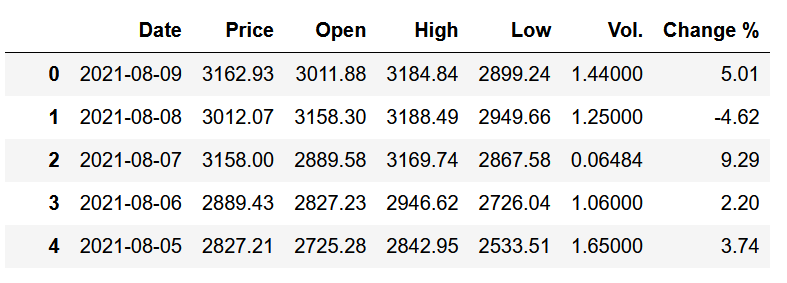 Date Price Open High Low Vol. Change %
0 2021-08-09 3162.93 3011.88 3184.84 2899.24 1.44000 5.01
1 2021-08-08 3012.07 3158.30 3188.49 2949.66 1.25000 -4.62
2 2021-08-07 3158.00 2889.58 3169.74 2867.58 0.06484 9.29
3 2021-08-06 2889.43 2827.23 2946.62 2726.04 1.06000 2.20
4 2021-08-05 2827.21 2725.28 2842.95 2533.51 1.65000 3.74